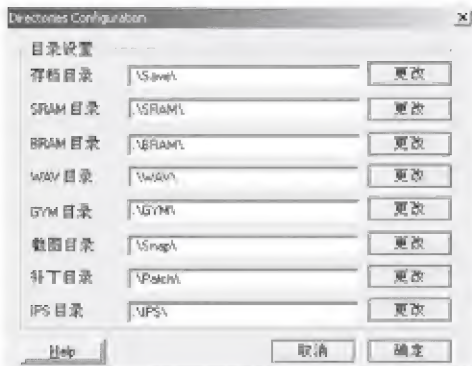 Directories Configuration
目录设置
存档目录 .\Save\ 更改
SRAM 目录 .\SRAM\ 更改
BRAM 目录 .\BRAM\ 更改
WAV 目录 .\WAV\ 更改
GYM 目录 .\GYM\ 更改
截图目录 .\Snap\ 更改
补丁目录 .\Patch\ 更改
IPS 目录 .\IPS\ 更改
Help 取消 确定